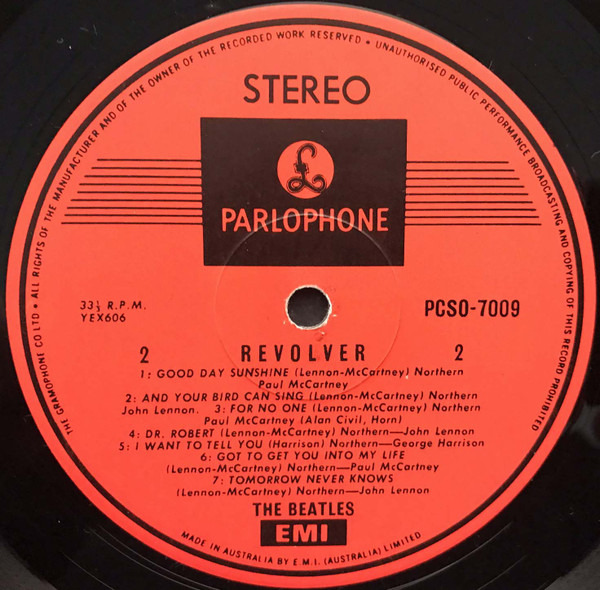 THE GRAMOPHONE CO LTD • ALL RIGHTS OF THE MANUFACTURER AND OF THE OWNER OF THE RECORDED WORK RESERVED • UNAUTHORISED PUBLIC PERFORMANCE BROADCASTING AND COPYING OF THIS RECORD PROHIBITED
STEREO
£
PARLOPHONE
33⅓ R.P.M.
YEX606
PCSO-7009
2 REVOLVER 2
1: GOOD DAY SUNSHINE (Lennon-McCartney) Northern
Paul McCartney
2: AND YOUR BIRD CAN SING (Lennon-McCartney) Northern
John Lennon. 3: FOR NO ONE (Lennon-McCartney) Northern.
Paul McCartney (Alan Civil, Horn)
4: DR. ROBERT (Lennon-McCartney) Northern—John Lennon
5: I WANT TO TELL YOU (Harrison) Northern—George Harrison
6: GOT TO GET YOU INTO MY LIFE
(Lennon-McCartney) Northern—Paul McCartney
7: TOMORROW NEVER KNOWS
(Lennon-McCartney) Northern—John Lennon
THE BEATLES
EMI
MADE IN AUSTRALIA BY E.M.I. (AUSTRALIA) LIMITED